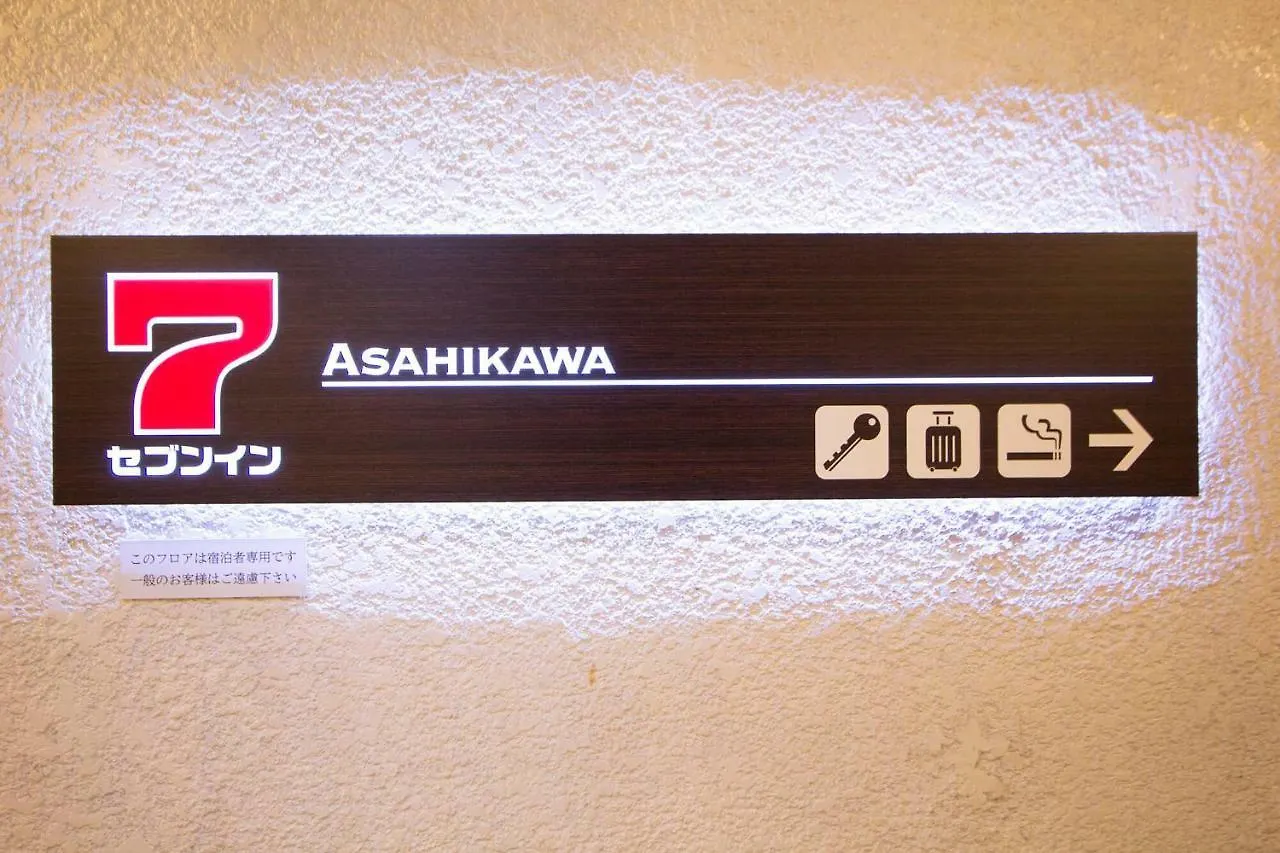 7
セブンイン
ASAHIKAWA
このフロアは宿泊者専用です
一般のお客様はご遠慮下さい